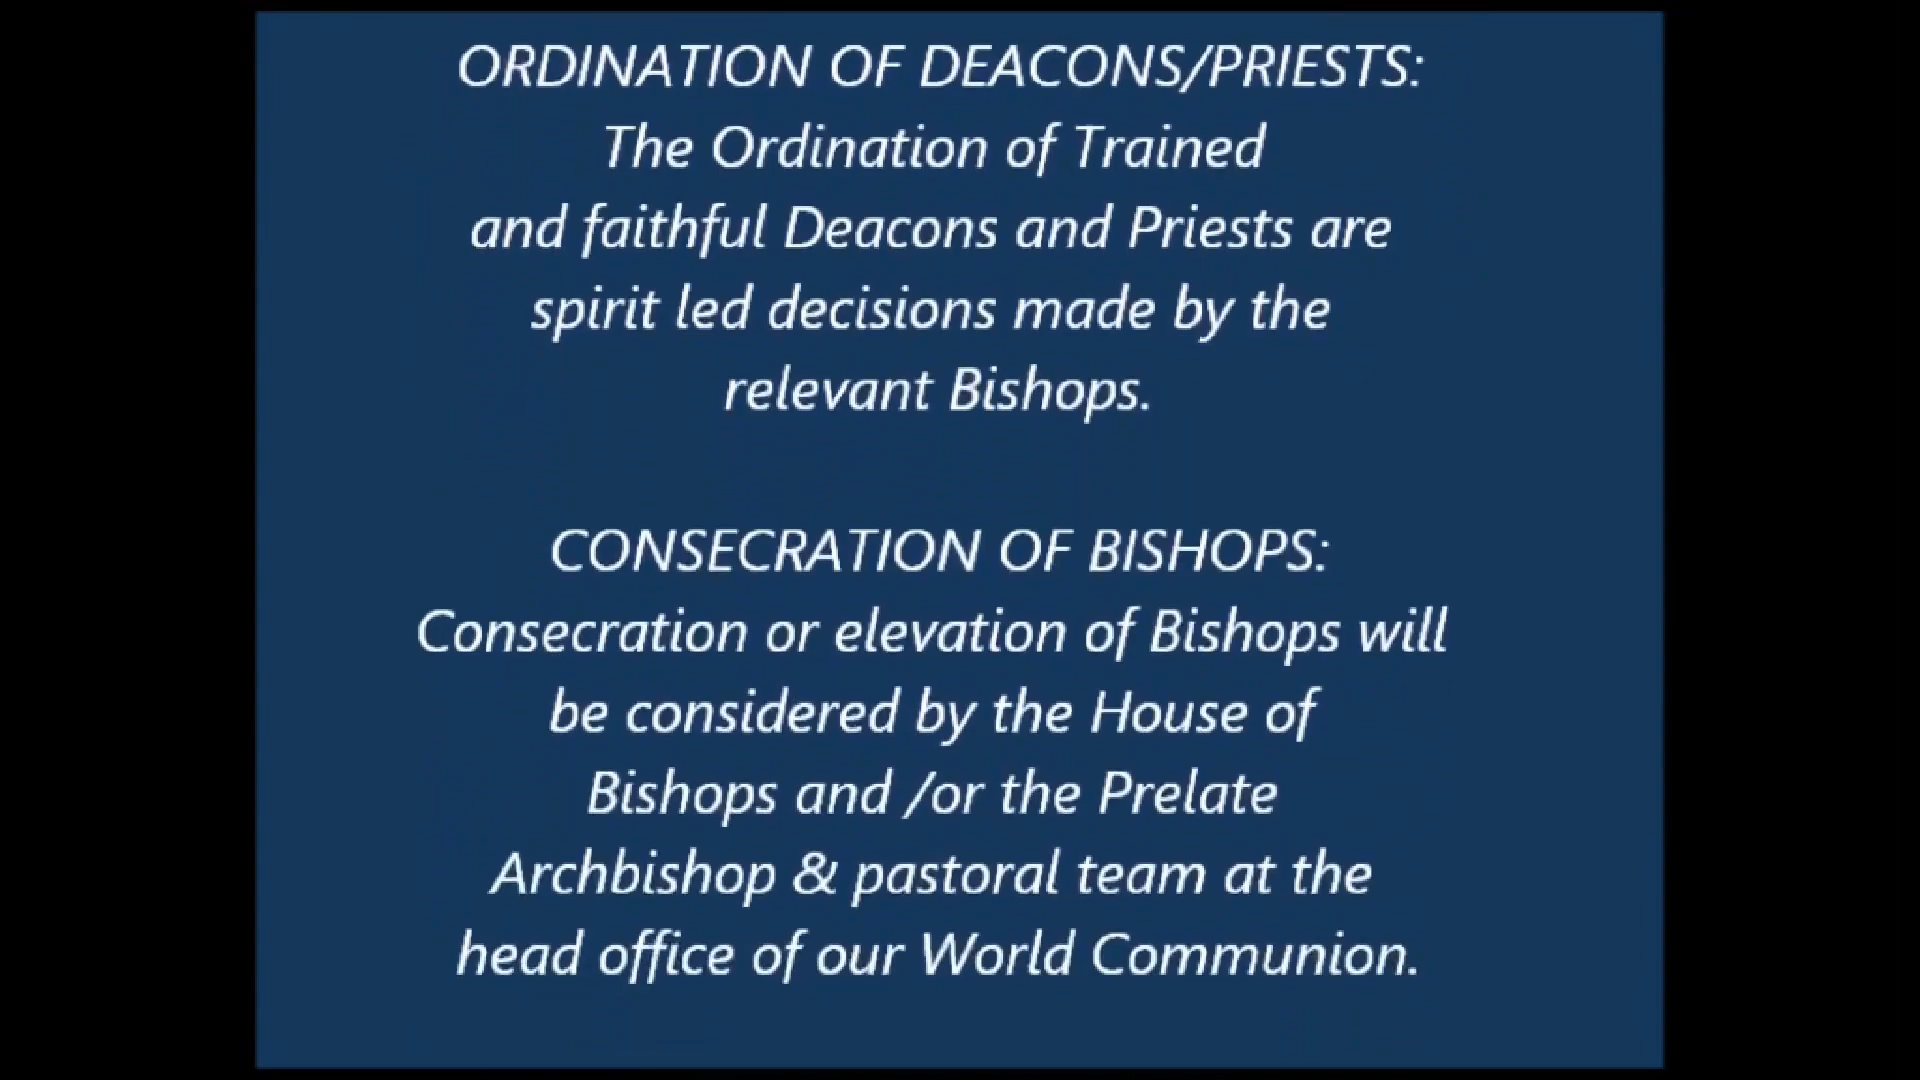 ORDINATION OF DEACONS/PRIESTS:
The Ordination of Trained
and faithful Deacons and Priests are
spirit led decisions made by the
relevant Bishops.
CONSECRATION OF BISHOPS:
Consecration or elevation of Bishops will
be considered by the House of
Bishops and /or the Prelate
Archbishop & pastoral team at the
head office of our World Communion.